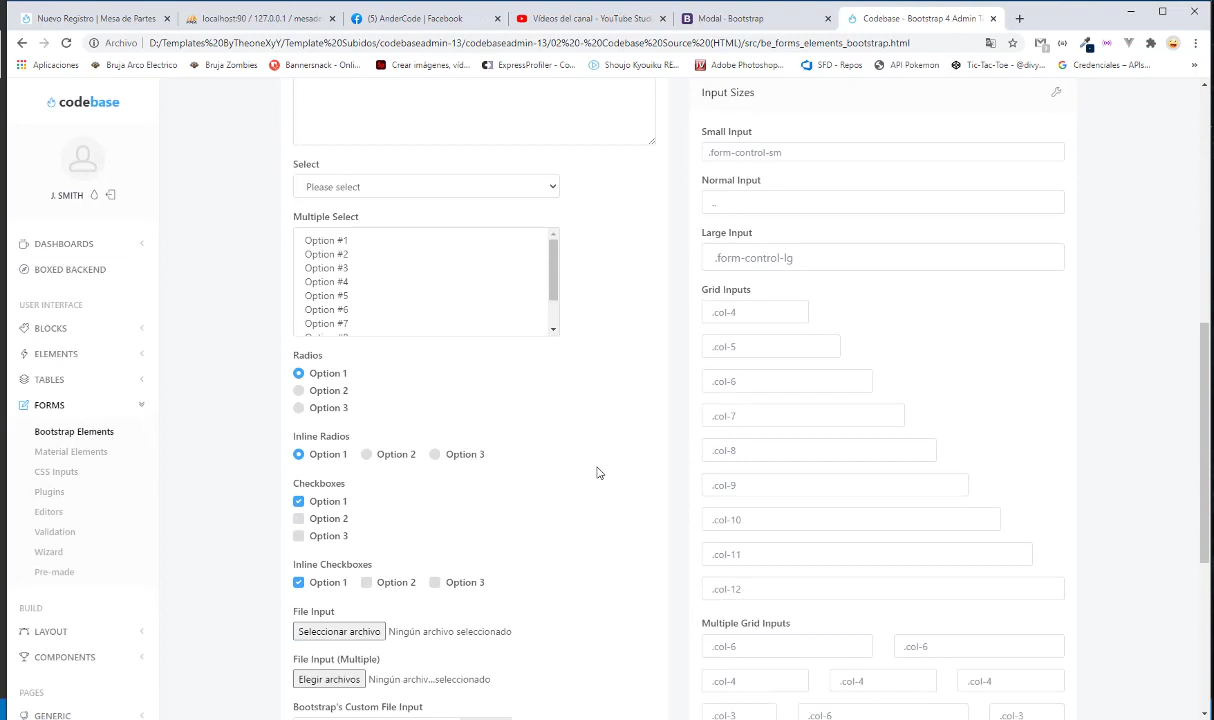 Nuevo Registro | Mesa de Partes
localhost:90 / 127.0.0.1 / mesade
(5) AnderCode | Facebook
Vídeos del canal - YouTube Studi
Modal · Bootstrap
Codebase - Bootstrap 4 Admin T
Archivo D:/Templates%20ByTheoneXyY/Template%20Subidos/codebaseadmin-13/codebaseadmin-13/02%20-%20Codebase%20Source%20(HTML)/src/be_forms_elements_bootstrap.html
Aplicaciones
Bruja Arco Electrico
Bruja Zombies
Bannersnack - Onli...
Crear imágenes, víd...
ExpressProfiler - Co...
Shoujo Kyouiku RE...
Adobe Photoshop...
SFD - Repos
API Pokemon
Tic-Tac-Toe · @divy...
Credenciales – APIs...
»
codebase
J. SMITH
DASHBOARDS
BOXED BACKEND
USER INTERFACE
BLOCKS
ELEMENTS
TABLES
FORMS
Bootstrap Elements
Material Elements
CSS Inputs
Plugins
Editors
Validation
Wizard
Pre-made
BUILD
LAYOUT
COMPONENTS
PAGES
GENERIC
Select
Please select
Multiple Select
Option #1
Option #2
Option #3
Option #4
Option #5
Option #6
Option #7
Radios
Option 1
Option 2
Option 3
Inline Radios
Option 1 Option 2 Option 3
Checkboxes
Option 1
Option 2
Option 3
Inline Checkboxes
Option 1 Option 2 Option 3
File Input
Seleccionar archivo Ningún archivo seleccionado
File Input (Multiple)
Elegir archivos Ningún archiv...seleccionado
Bootstrap's Custom File Input
Input Sizes
Small Input
.form-control-sm
Normal Input
..
Large Input
.form-control-lg
Grid Inputs
.col-4
.col-5
.col-6
.col-7
.col-8
.col-9
.col-10
.col-11
.col-12
Multiple Grid Inputs
.col-6 .col-6
.col-4 .col-4 .col-4
.col-3 .col-6 .col-3